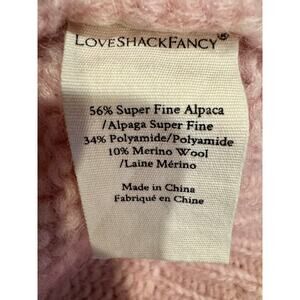 LOVESHACKFANCY®
56% Super Fine Alpaca
/Alpaga Super Fine
34% Polyamide/Polyamide
10% Merino Wool
/Laine Mérino
Made in China
Fabriqué en Chine